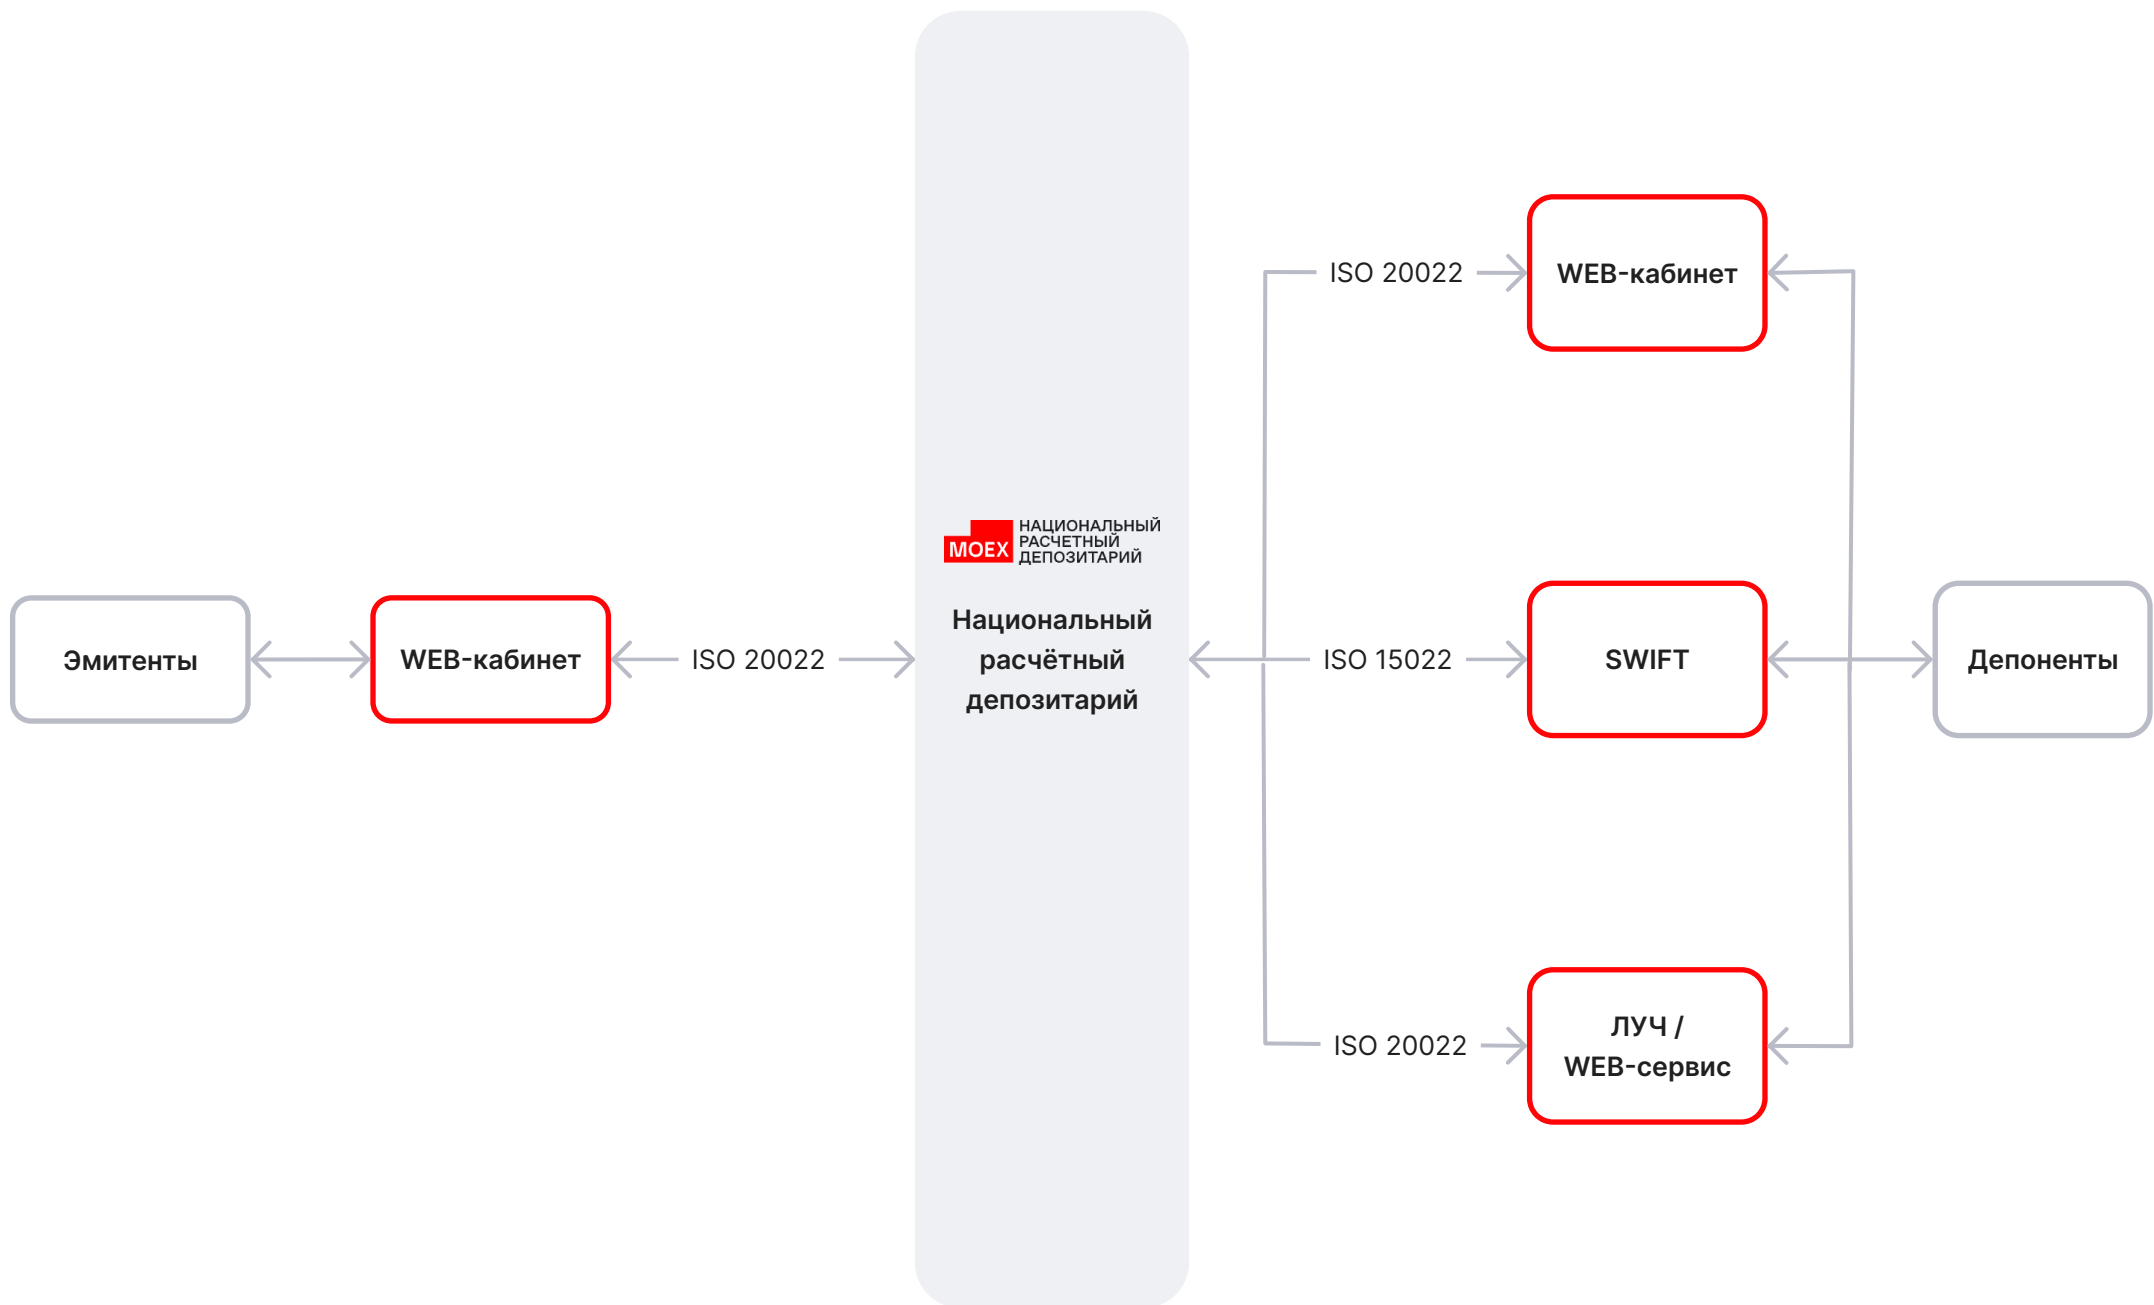 Эмитенты
WEB-кабинет
ISO 20022
MOEX
НАЦИОНАЛЬНЫЙ
РАСЧЕТНЫЙ
ДЕПОЗИТАРИЙ
Национальный
расчётный
депозитарий
ISO 20022
WEB-кабинет
ISO 15022
SWIFT
ISO 20022
ЛУЧ /
WEB-сервис
Депоненты